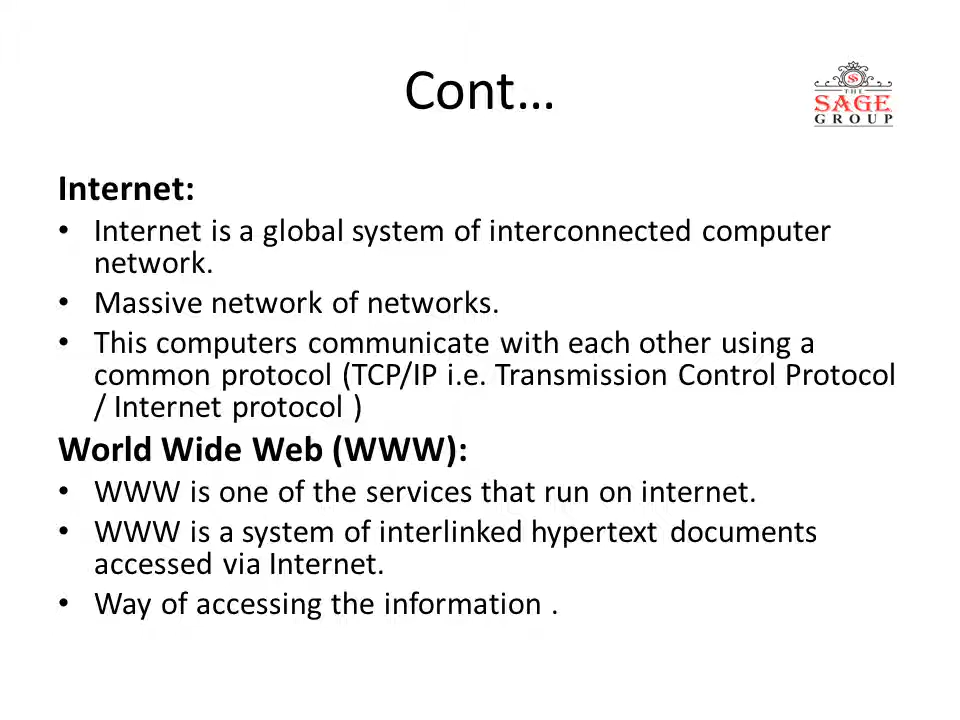 Cont...
THE
SAGE
GROUP
Internet:
• Internet is a global system of interconnected computer
network.
• Massive network of networks.
• This computers communicate with each other using a
common protocol (TCP/IP i.e. Transmission Control Protocol
/ Internet protocol )
World Wide Web (WWW):
• WWW is one of the services that run on internet.
• WWW is a system of interlinked hypertext documents
accessed via Internet.
• Way of accessing the information .